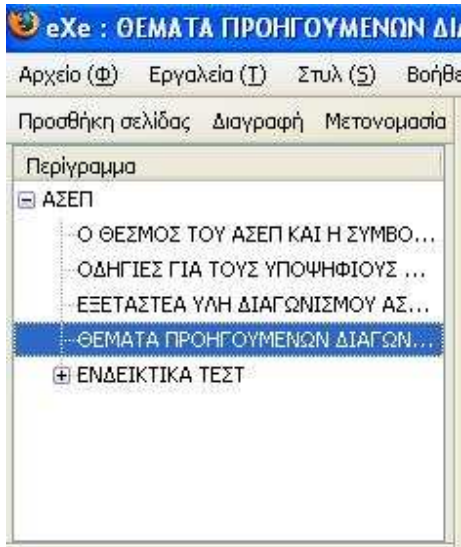 eXe : ΘΕΜΑΤΑ ΠΡΟΗΓΟΥΜΕΝΩΝ ΔΙΑ
Αρχείο (Φ) Εργαλεία (T) Στυλ (S) Βοήθε
Προσθήκη σελίδας Διαγραφή Μετονομασία
Περίγραμμα
ΑΣΕΠ
Ο ΘΕΣΜΟΣ ΤΟΥ ΑΣΕΠ ΚΑΙ Η ΣΥΜΒΟ...
ΟΔΗΓΙΕΣ ΓΙΑ ΤΟΥΣ ΥΠΟΨΗΦΙΟΥΣ ...
ΕΞΕΤΑΣΤΕΑ ΥΛΗ ΔΙΑΓΩΝΙΣΜΟΥ ΑΣ...
ΘΕΜΑΤΑ ΠΡΟΗΓΟΥΜΕΝΩΝ ΔΙΑΓΩΝ...
ΕΝΔΕΙΚΤΙΚΑ ΤΕΣΤ